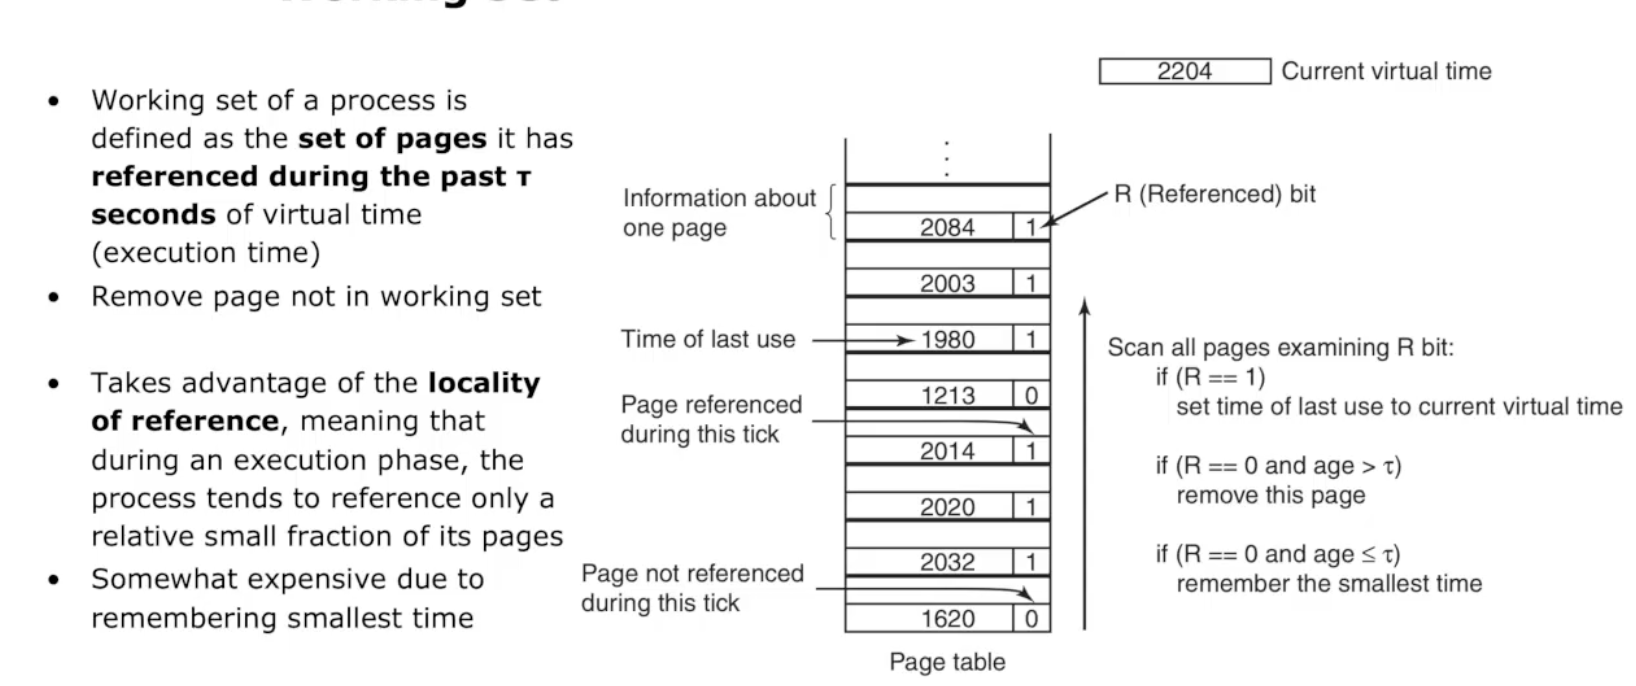 • Working set of a process is
defined as the set of pages it has
referenced during the past τ
seconds of virtual time
(execution time)
• Remove page not in working set
• Takes advantage of the locality
of reference, meaning that
during an execution phase, the
process tends to reference only a
relative small fraction of its pages
• Somewhat expensive due to
remembering smallest time
2204 Current virtual time
Information about
one page
R (Referenced) bit
2084 1
2003 1
Time of last use
1980 1
1213 0
Page referenced
during this tick
2014 1
2020 1
2032 1
Page not referenced
during this tick
1620 0
Page table
Scan all pages examining R bit:
if (R == 1)
set time of last use to current virtual time
if (R == 0 and age > τ)
remove this page
if (R == 0 and age ≤ τ)
remember the smallest time